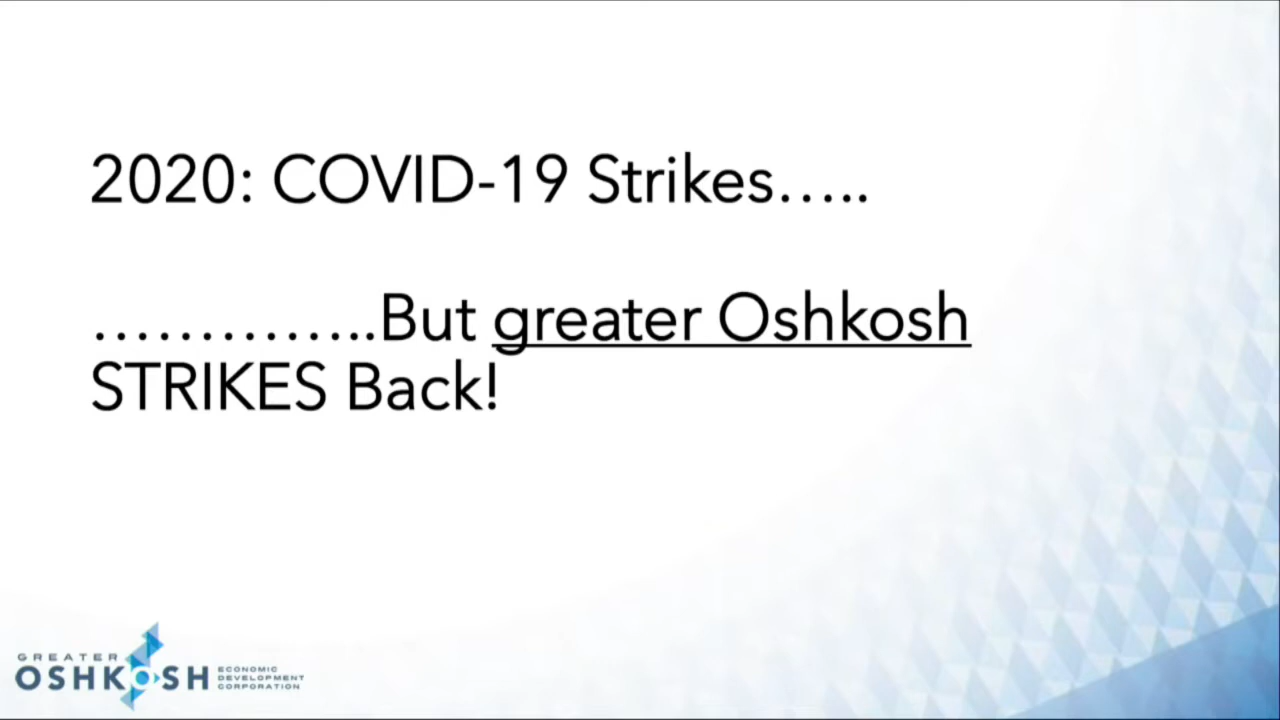 2020: COVID-19 Strikes…..
…………..But greater Oshkosh
STRIKES Back!
GREATER
OSHKOSH
ECONOMIC
DEVELOPMENT
CORPORATION